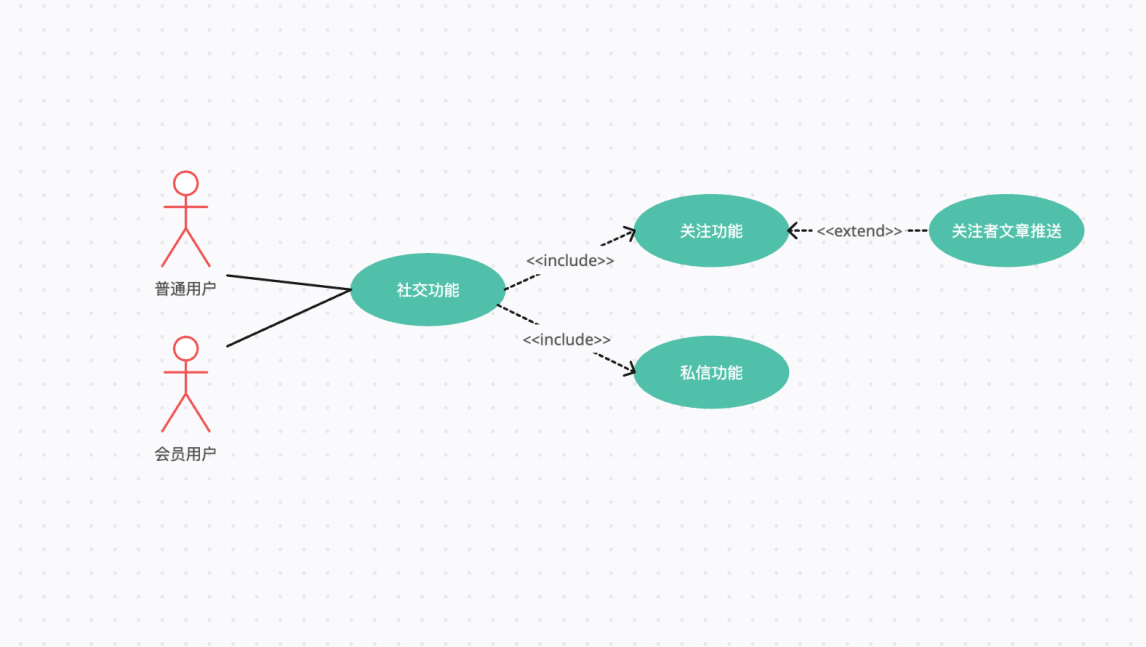 普通用户
会员用户
社交功能
<<include>>
<<include>>
关注功能
私信功能
<<extend>>
关注者文章推送